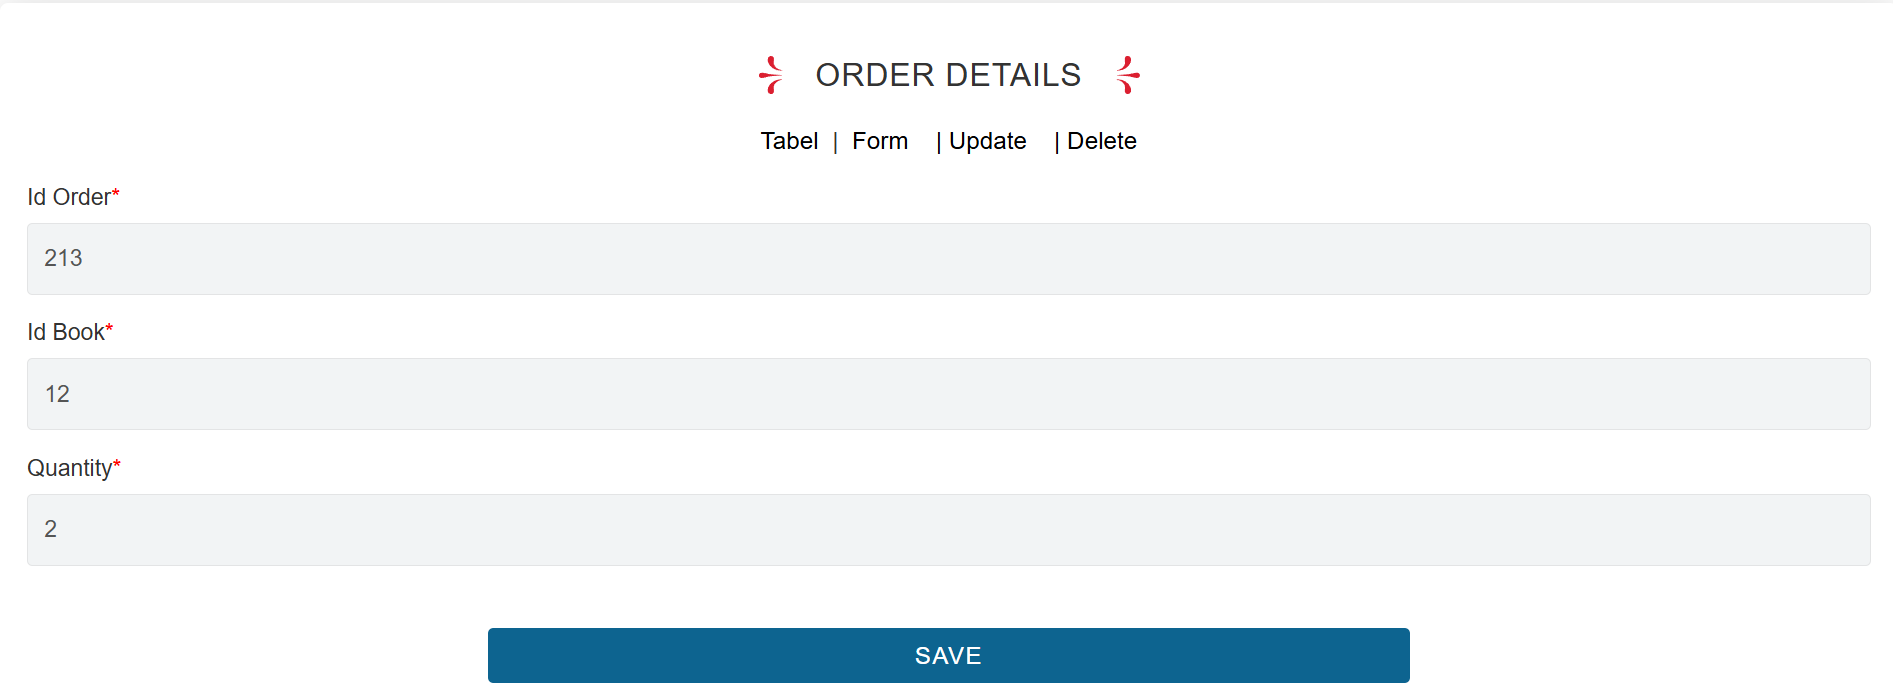 ORDER DETAILS
Tabel | Form | Update | Delete
Id Order*
213
Id Book*
12
Quantity*
2
SAVE